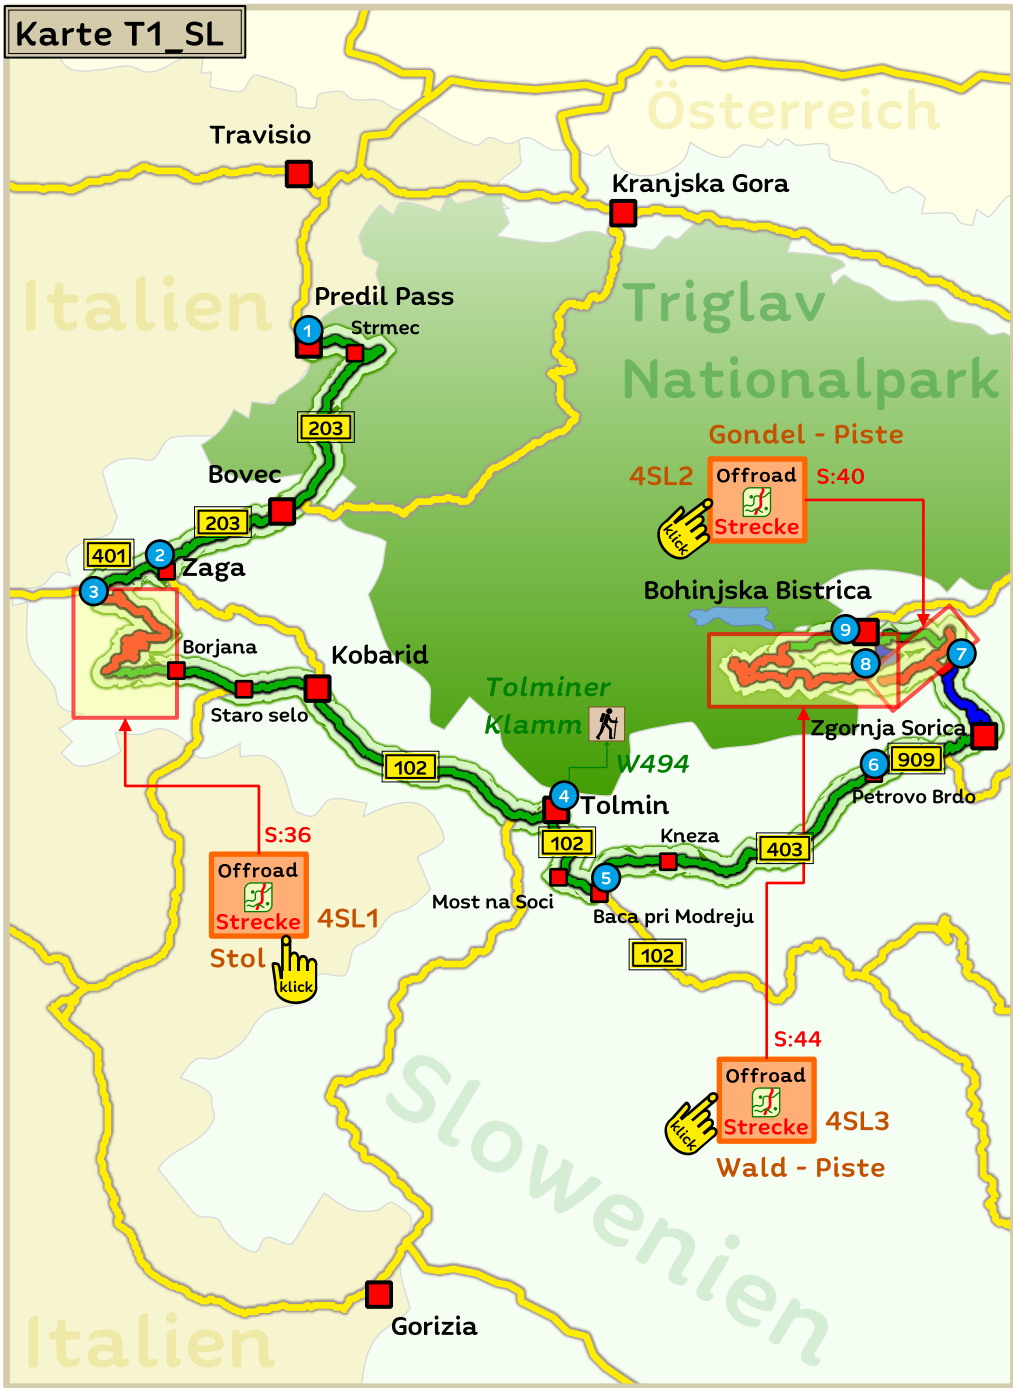 Karte T1_SL
Österreich
Travisio
Kranjska Gora
Italien
Predil Pass
1
Strmec
Triglav
Nationalpark
203
Gondel - Piste
Bovec
4SL2
Offroad
Strecke
klick
S:40
203
401
2
Zaga
3
Bohinjska Bistrica
9
8
7
Borjana
Kobarid
Staro selo
Tolminer
Klamm
W494
Zgornja Sorica
102
6
909
Petrovo Brdo
4
Tolmin
S:36
102
Kneza
403
Offroad
Strecke
4SL1
Stol
klick
5
Most na Soci
Baca pri Modreju
102
S:44
Offroad
Strecke
klick
4SL3
Wald - Piste
Slowenien
Gorizia
Italien